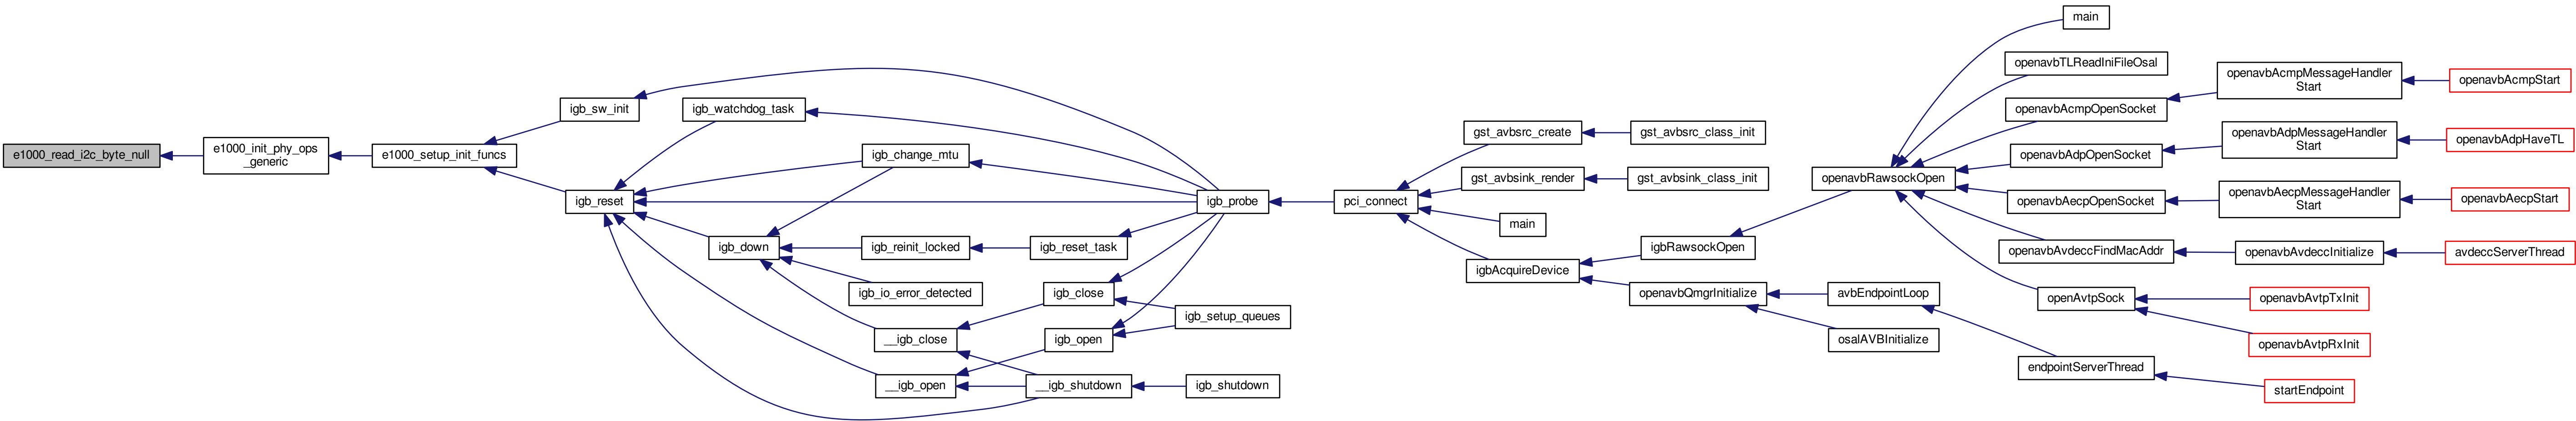 e1000_read_i2c_byte_null
e1000_init_phy_ops
_generic
e1000_setup_init_funcs
igb_sw_init
igb_reset
igb_watchdog_task
igb_change_mtu
igb_down
igb_reinit_locked
igb_reset_task
igb_io_error_detected
__igb_close
__igb_open
igb_close
igb_open
__igb_shutdown
igb_probe
igb_setup_queues
igb_shutdown
pci_connect
gst_avbsrc_create
gst_avbsrc_class_init
gst_avbsink_render
gst_avbsink_class_init
main
igbAcquireDevice
igbRawsockOpen
openavbQmgrInitialize
avbEndpointLoop
osalAVBInitialize
openavbRawsockOpen
main
openavbTLReadIniFileOsal
openavbAcmpOpenSocket
openavbAcmpMessageHandler
Start
openavbAcmpStart
openavbAdpOpenSocket
openavbAdpMessageHandler
Start
openavbAdpHaveTL
openavbAecpOpenSocket
openavbAecpMessageHandler
Start
openavbAecpStart
openavbAvdeccFindMacAddr
openavbAvdeccInitialize
avdeccServerThread
openAvtpSock
openavbAvtpTxInit
openavbAvtpRxInit
endpointServerThread
startEndpoint